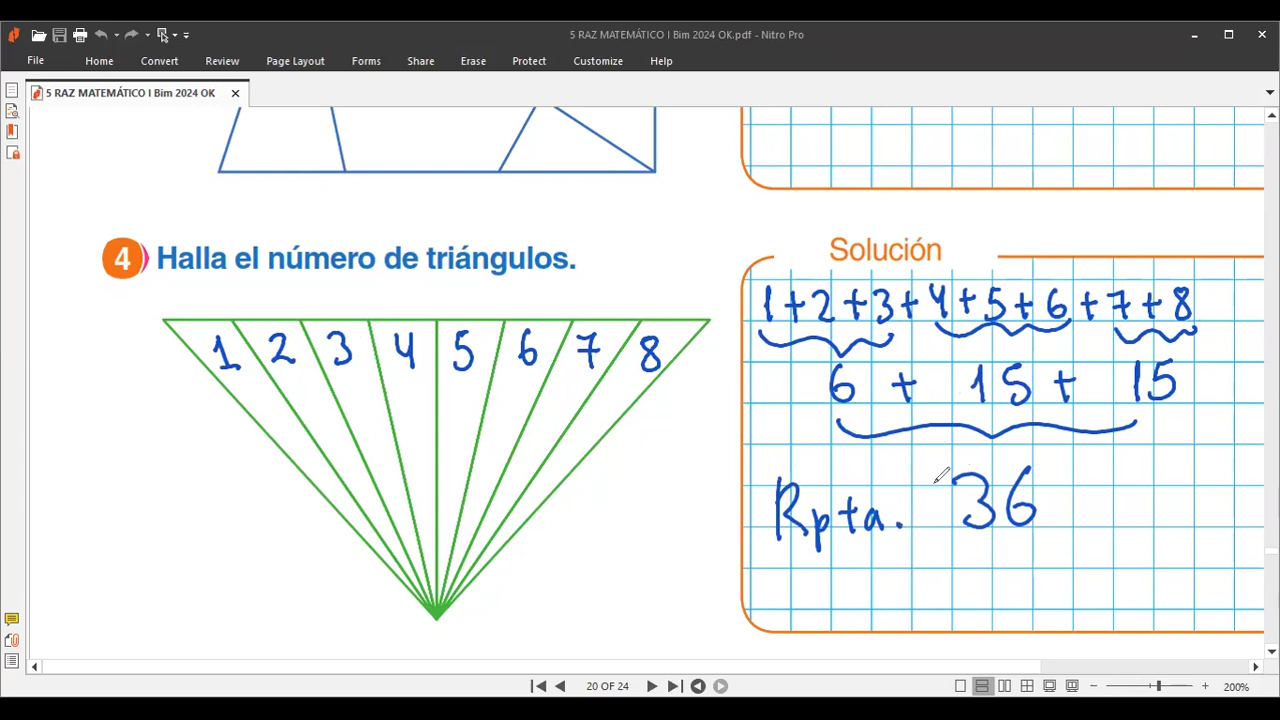 5 RAZ MATEMÁTICO I Bim 2024 OK.pdf - Nitro Pro
File Home Convert Review Page Layout Forms Share Erase Protect Customize Help
5 RAZ MATEMÁTICO I Bim 2024 OK
4 Halla el número de triángulos.
1 2 3 4 5 6 7 8
Solución
1+2+3+4+5+6+7+8
6 + 15 + 15
Rpta. 36
20 OF 24
200%